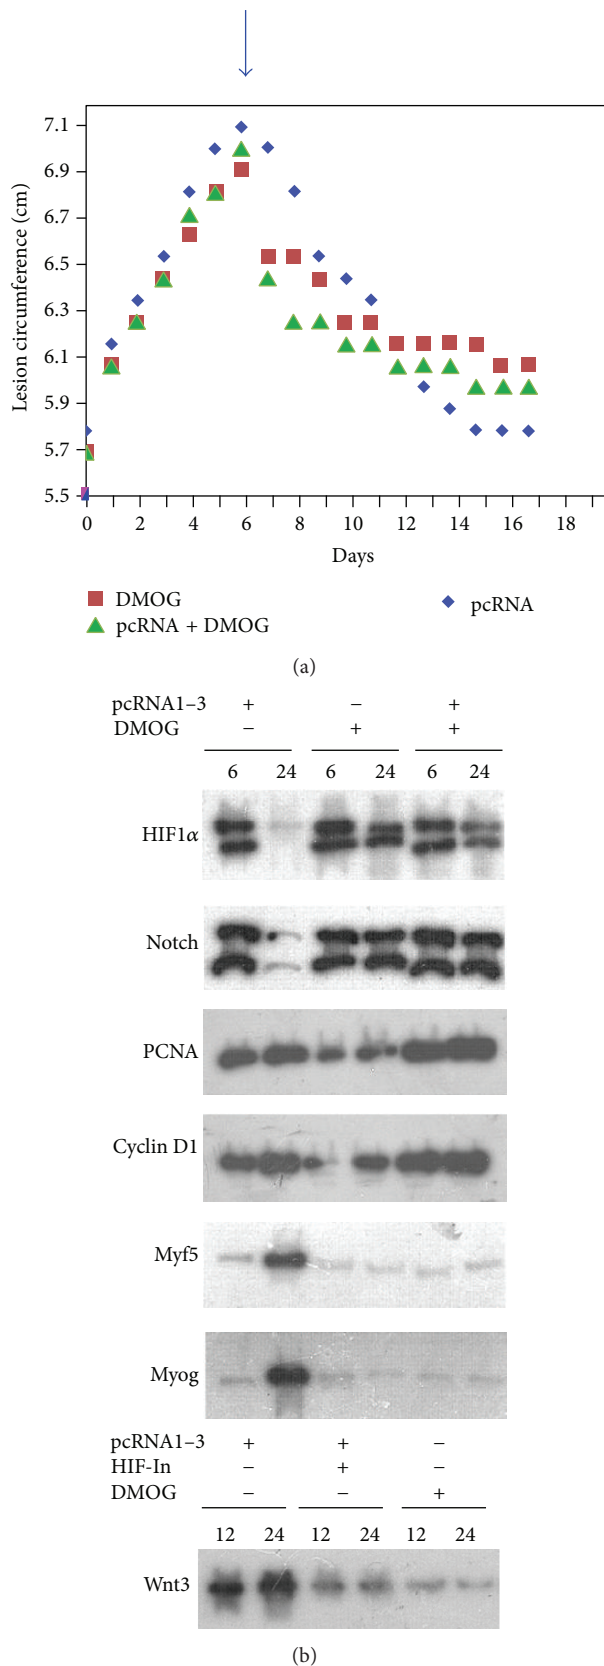 7.1
6.9
6.7
6.5
6.3
6.1
5.9
5.7
5.5
Lesion circumference (cm)
0 2 4 6 8 10 12 14 16 18
Days
DMOG pcRNA
pcRNA + DMOG
(a)
pcRNA1–3 + − +
DMOG − + +
6 24 6 24 6 24
HIF1α
Notch
PCNA
Cyclin D1
Myf5
Myog
pcRNA1–3 + + −
HIF-In − + −
DMOG − − +
12 24 12 24 12 24
Wnt3
(b)